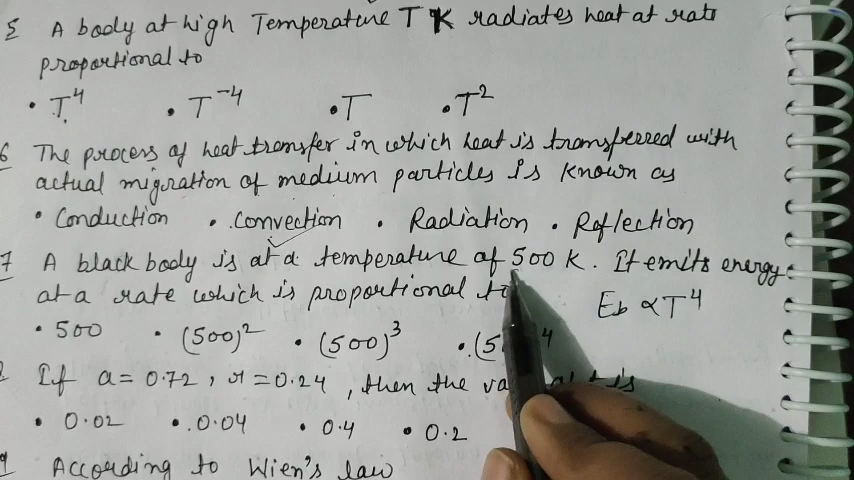 5 A body at high Temperature T K radiates heat at rate
proportional to
• T⁴ • T⁻⁴ • T • T²
6 The process of heat transfer in which heat is transferred with
actual migration of medium particles is known as
• Conduction • Convection • Radiation • Reflection
7 A black body is at a temperature of 500 K. It emits energy
at a rate which is proportional to Eb ∝ T⁴
• 500 • (500)² • (500)³ • (5 4
If a = 0.72, r = 0.24, then the is
• 0.02 • 0.04 • 0.4 • 0.2
9 According to Wien's law